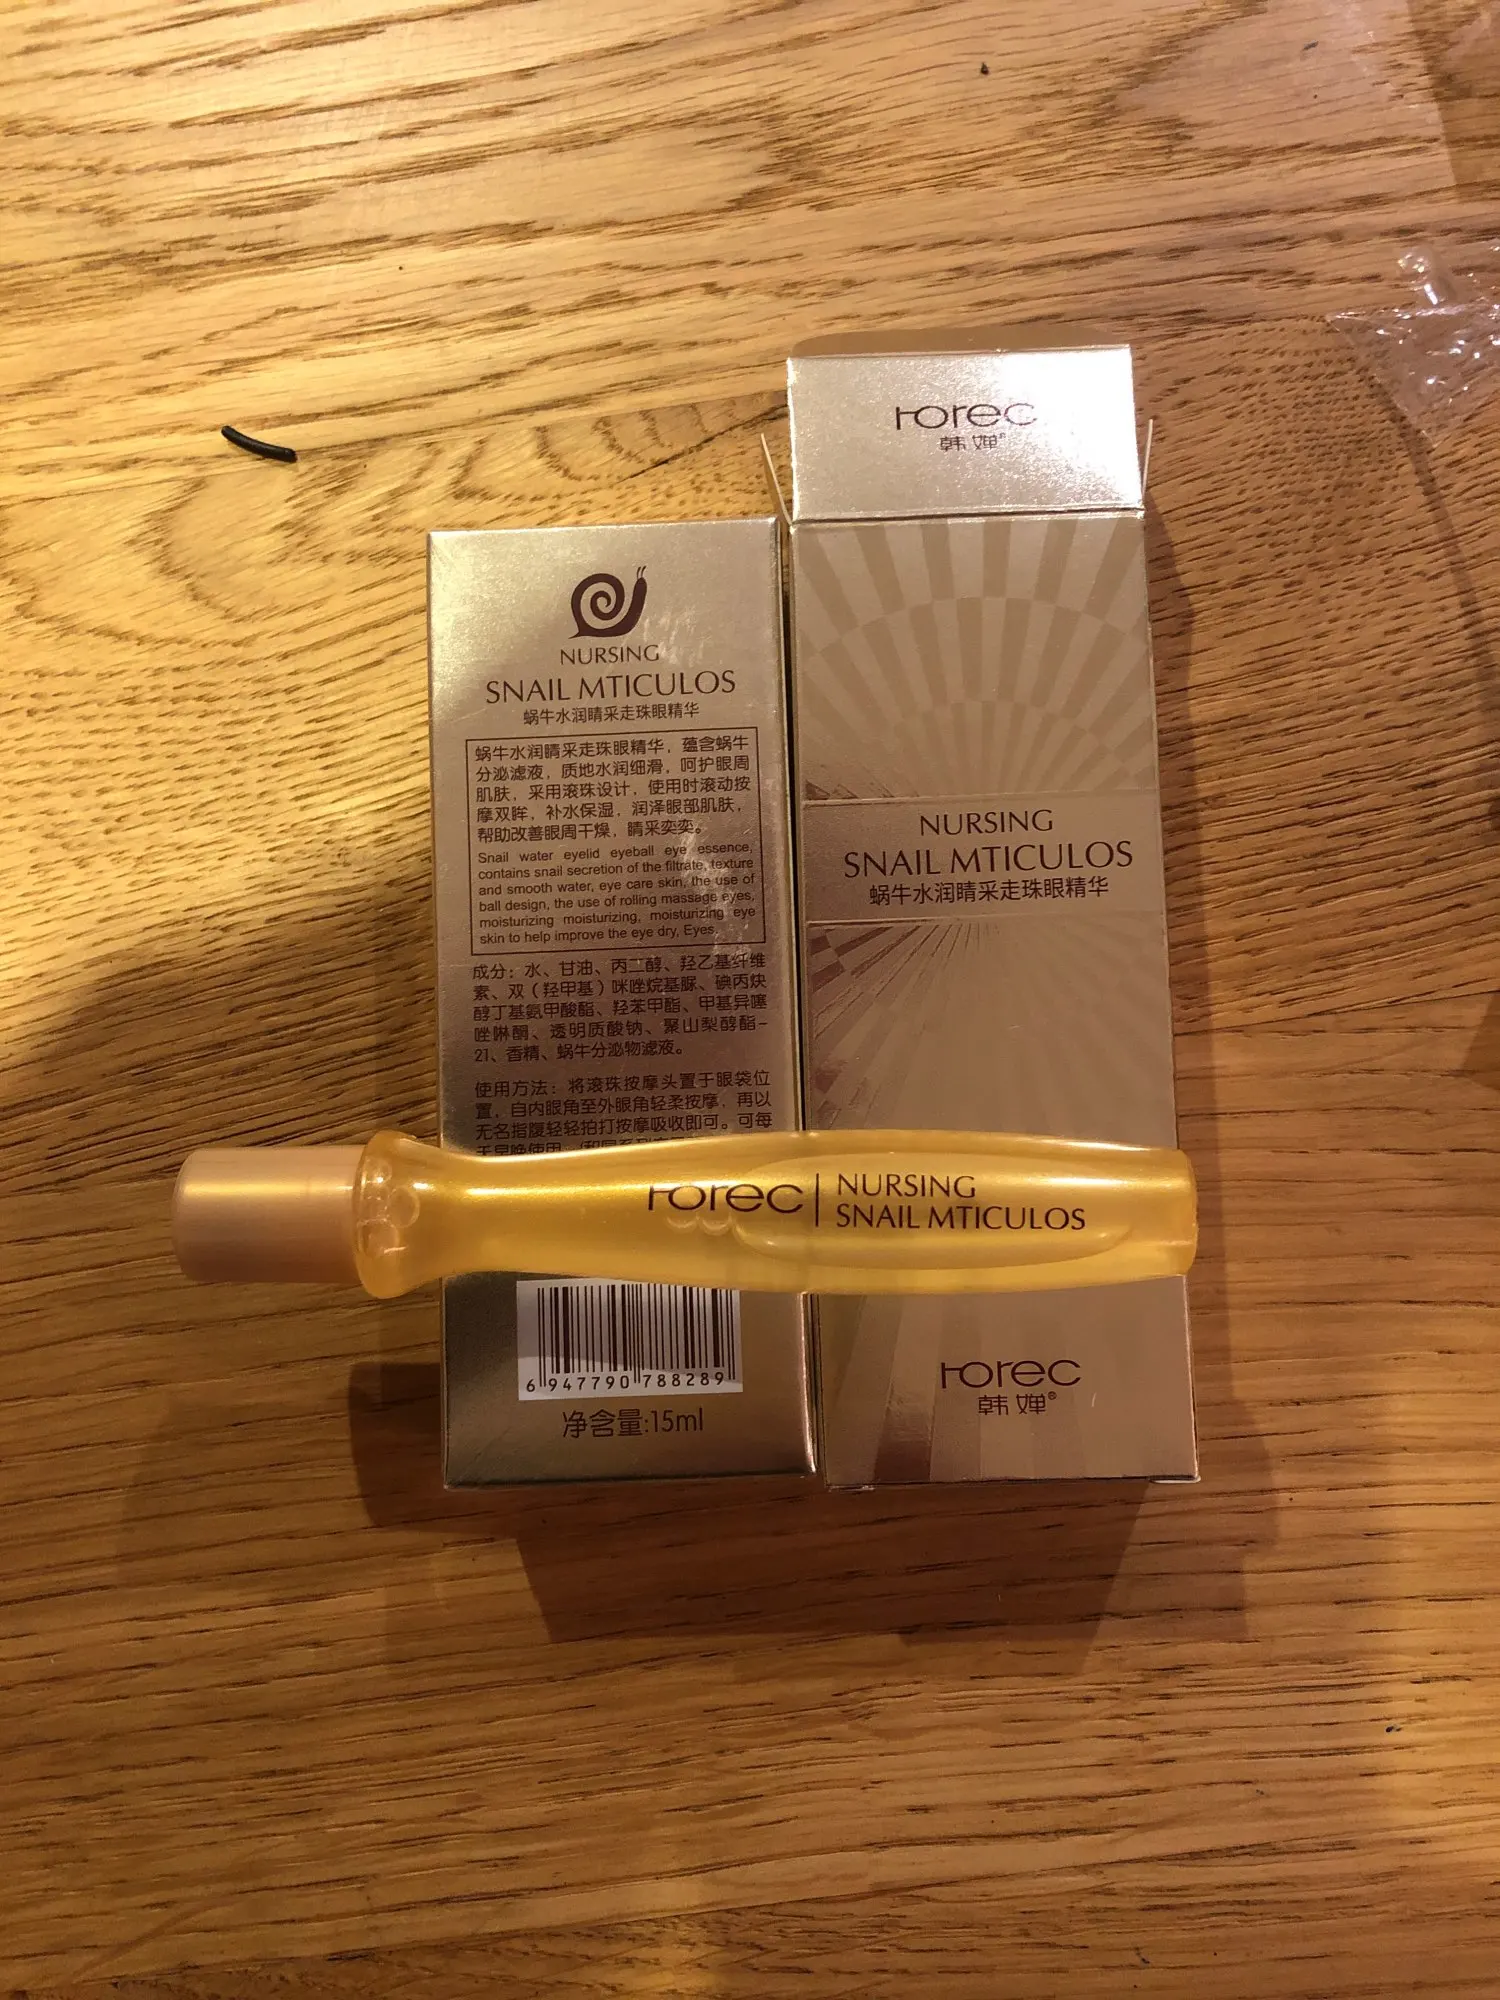 NURSING
SNAIL MTICULOS
蜗牛水润睛采走珠眼精华
蜗牛水润睛采走珠眼精华，蕴含蜗牛
分泌滤液，质地水润细滑，呵护眼周
肌肤，采用滚珠设计，使用时滚动按
摩双眸，补水保湿，润泽眼部肌肤，
帮助改善眼周干燥，睛采奕奕。
Snail water eyelid eyeball eye essence,
contains snail secretion of the filtrate, texture
and smooth water, eye care skin, the use of
ball design, the use of rolling massage eyes,
moisturizing moisturizing, moisturizing eye
skin to help improve the eye dry, Eyes.
成分：水、甘油、丙二醇、羟乙基纤维
素、双（羟甲基）咪唑烷基脲、碘丙炔
醇丁基氨甲酸酯、羟苯甲酯、甲基异噻
唑啉酮、透明质酸钠、聚山梨醇酯-
21、香精、蜗牛分泌物滤液。
使用方法：将滚珠按摩头置于眼袋位
置，自内眼角至外眼角轻柔按摩，再以
无名指腹轻轻拍打按摩吸收即可。可每
天早晚使用
6 947790 788289
净含量:15ml
Horec
韩婵®
NURSING
SNAIL MTICULOS
蜗牛水润睛采走珠眼精华
Horec
韩婵®
Horec | NURSING
SNAIL MTICULOS